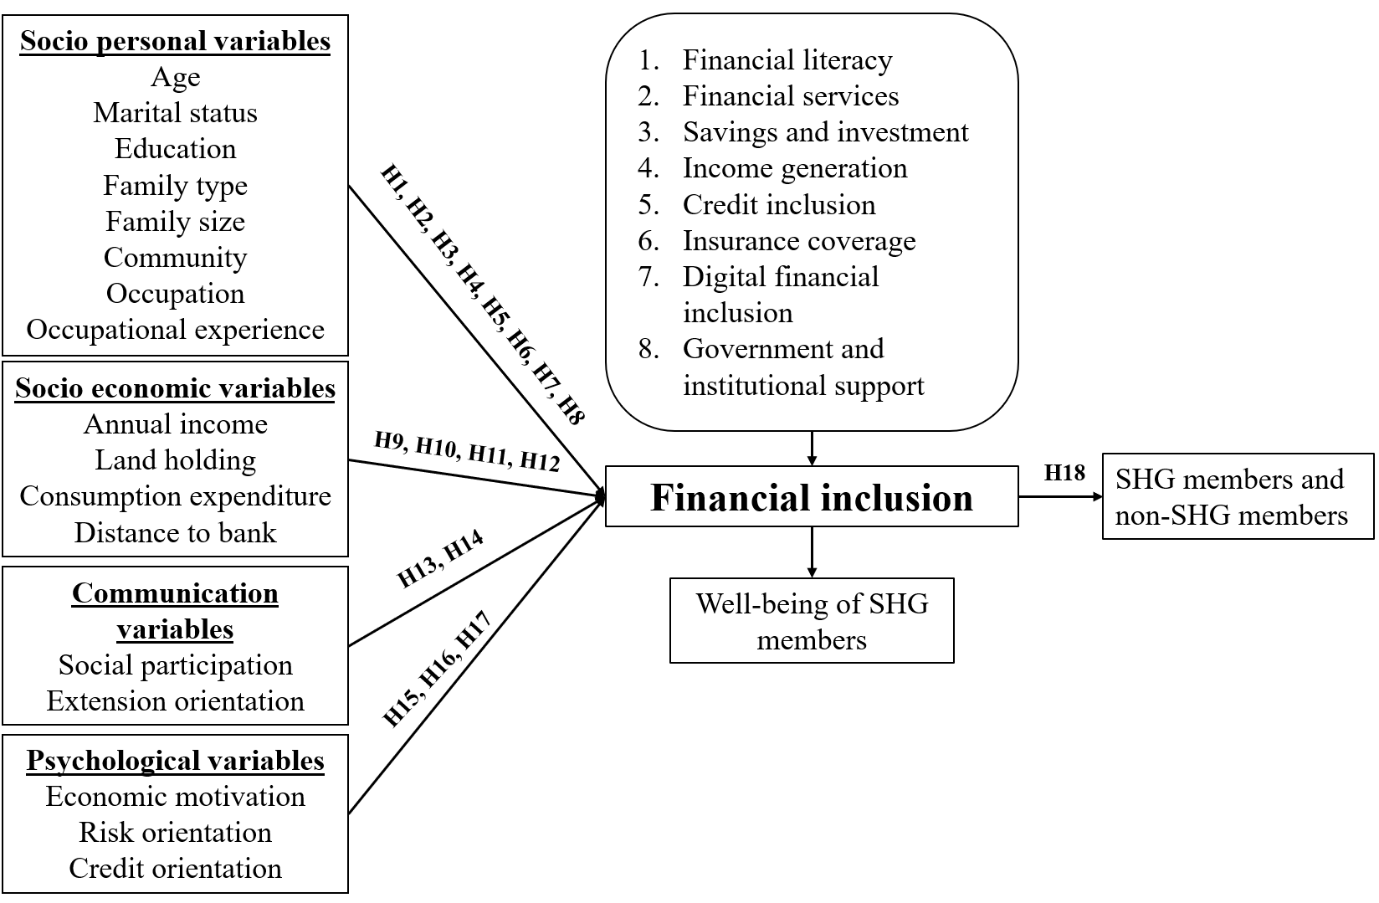 Socio personal variables
Age
Marital status
Education
Family type
Family size
Community
Occupation
Occupational experience
Socio economic variables
Annual income
Land holding
Consumption expenditure
Distance to bank
Communication
variables
Social participation
Extension orientation
Psychological variables
Economic motivation
Risk orientation
Credit orientation
H1, H2, H3, H4, H5, H6, H7, H8
H9, H10, H11, H12
H13, H14
H15, H16, H17
1. Financial literacy
2. Financial services
3. Savings and investment
4. Income generation
5. Credit inclusion
6. Insurance coverage
7. Digital financial
inclusion
8. Government and
institutional support
Financial inclusion
H18
SHG members and
non-SHG members
Well-being of SHG
members